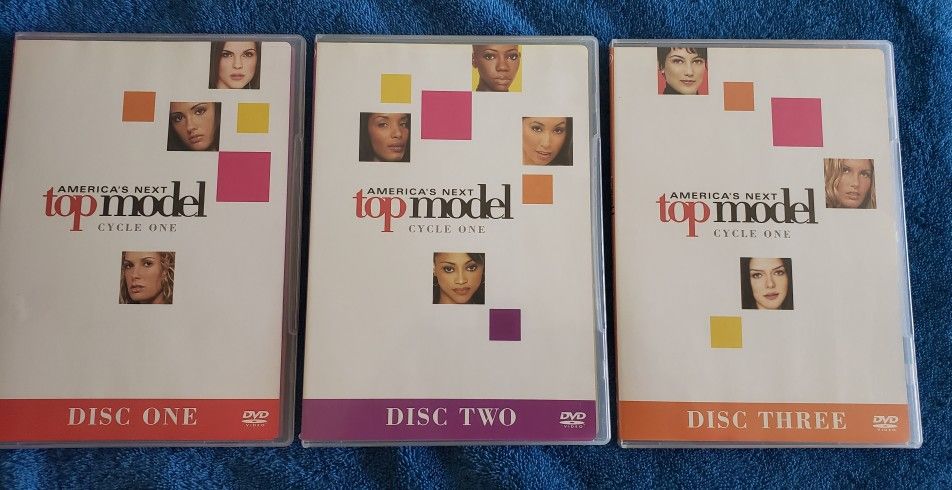 AMERICA'S NEXT
top model
CYCLE ONE
DISC ONE
DVD
VIDEO
AMERICA'S NEXT
top model
CYCLE ONE
DISC TWO
DVD
VIDEO
AMERICA'S NEXT
top model
CYCLE ONE
DISC THREE
DVD
VIDEO